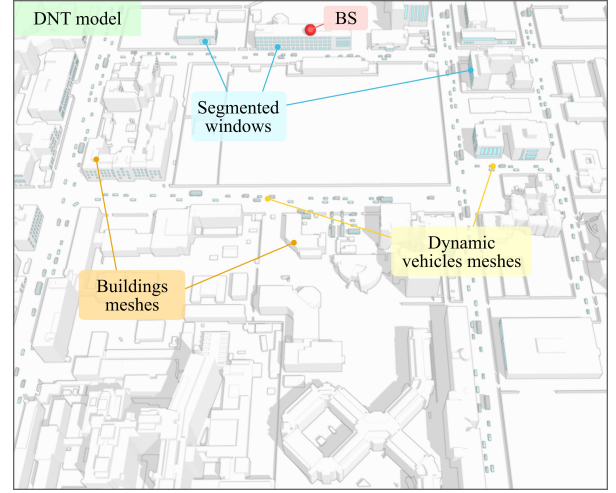 DNT model
BS
Segmented
windows
Dynamic
vehicles meshes
Buildings
meshes